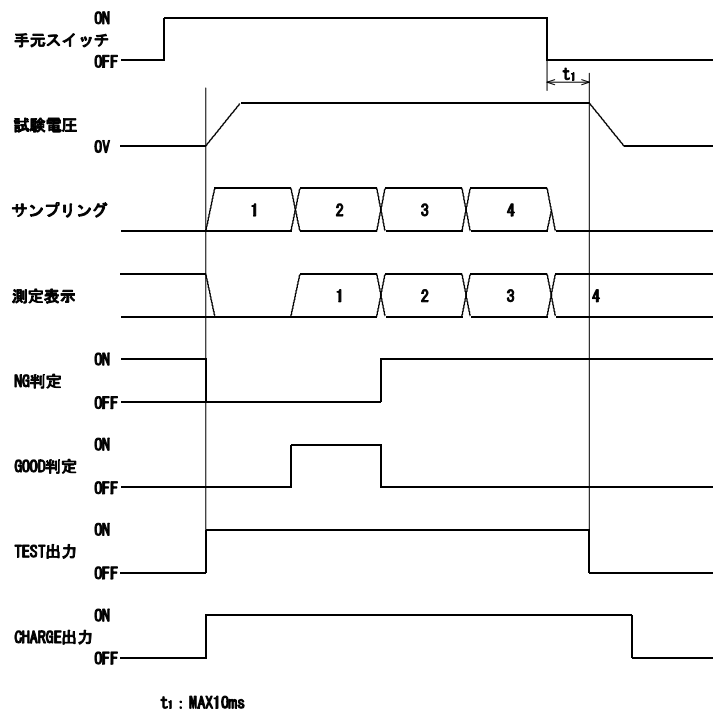 ON
手元スイッチ
OFF
t₁
試験電圧
0V
サンプリング
1 2 3 4
測定表示
1 2 3 4
ON
NG判定
OFF
ON
GOOD判定
OFF
ON
TEST出力
OFF
ON
CHARGE出力
OFF
t₁：MAX10ms